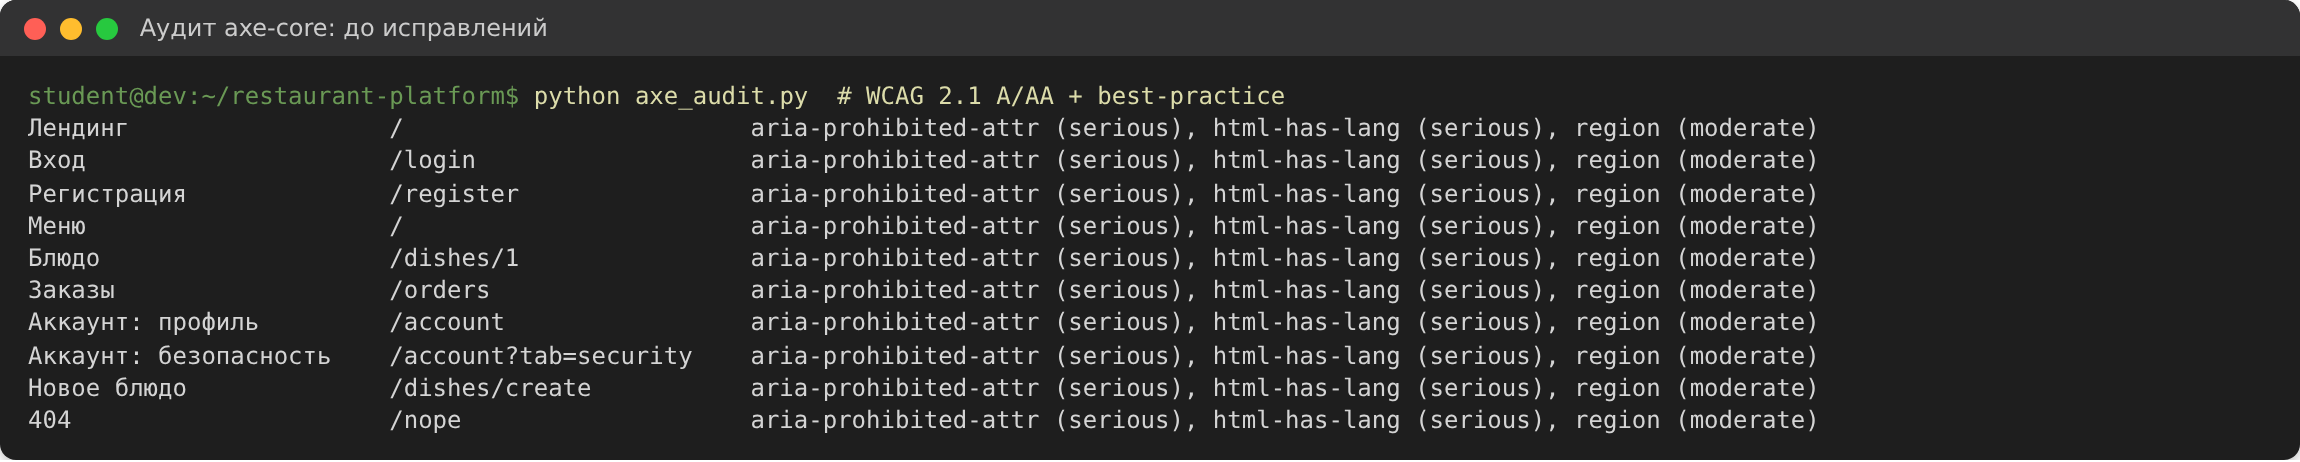 Аудит axe-core: до исправлений
student@dev:~/restaurant-platform$ python axe_audit.py  # WCAG 2.1 A/AA + best-practice
Лендинг                  /                        aria-prohibited-attr (serious), html-has-lang (serious), region (moderate)
Вход                     /login                   aria-prohibited-attr (serious), html-has-lang (serious), region (moderate)
Регистрация              /register                aria-prohibited-attr (serious), html-has-lang (serious), region (moderate)
Меню                     /                        aria-prohibited-attr (serious), html-has-lang (serious), region (moderate)
Блюдо                    /dishes/1                aria-prohibited-attr (serious), html-has-lang (serious), region (moderate)
Заказы                   /orders                  aria-prohibited-attr (serious), html-has-lang (serious), region (moderate)
Аккаунт: профиль         /account                 aria-prohibited-attr (serious), html-has-lang (serious), region (moderate)
Аккаунт: безопасность    /account?tab=security    aria-prohibited-attr (serious), html-has-lang (serious), region (moderate)
Новое блюдо              /dishes/create           aria-prohibited-attr (serious), html-has-lang (serious), region (moderate)
404                      /nope                    aria-prohibited-attr (serious), html-has-lang (serious), region (moderate)